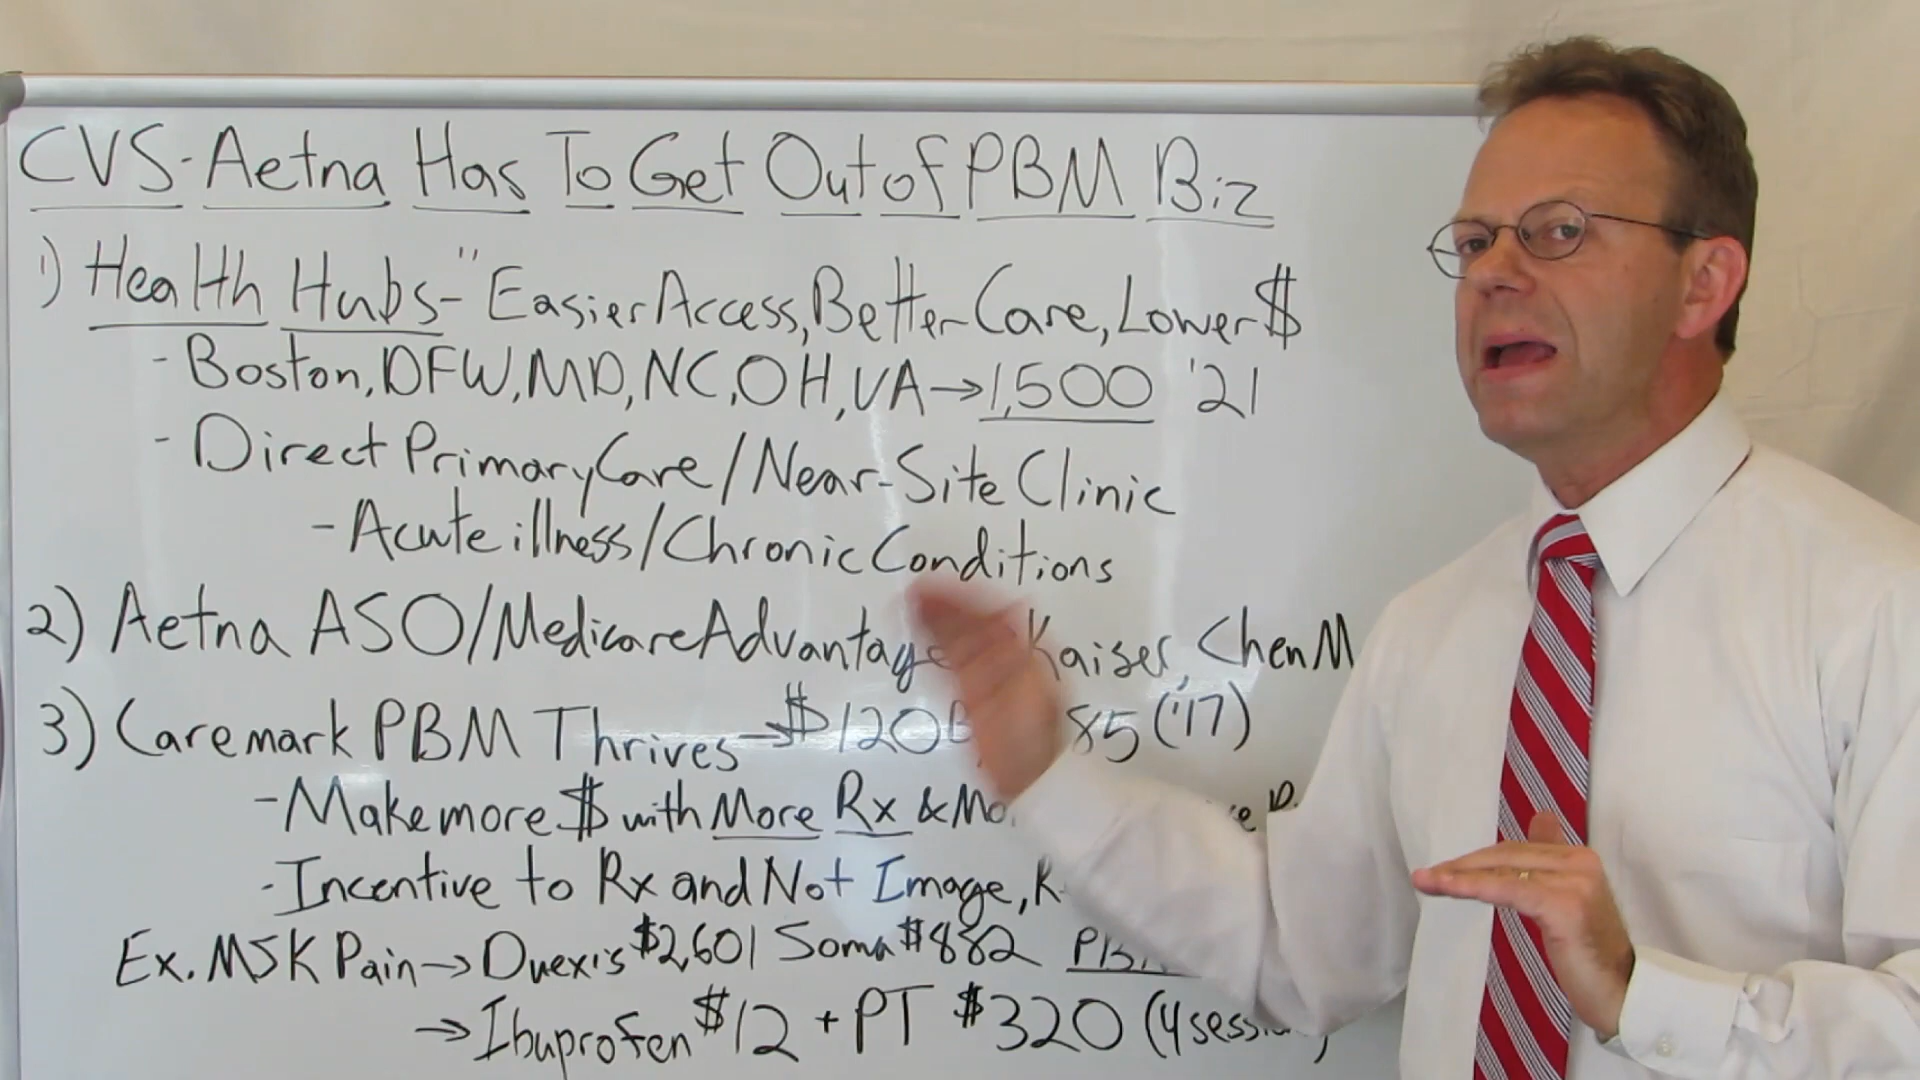 CVS-Aetna Has To Get Out of PBM Biz
1) Health Hubs-"Easier Access, Better Care, Lower $
- Boston, DFW, MD, NC, OH, VA→1,500 '21
- Direct Primary Care/Near-Site Clinic
- Acute illness/Chronic Conditions
2) Aetna ASO/Medicare Advantage Kaiser, ChenM
3) Caremark PBM Thrives→$120B 85('17)
- Make more $ with More Rx &
- Incentive to Rx and Not Image,
Ex. MSK Pain→Duexis $2,601 Soma $882
→Ibuprofen $12 + PT $320 (4